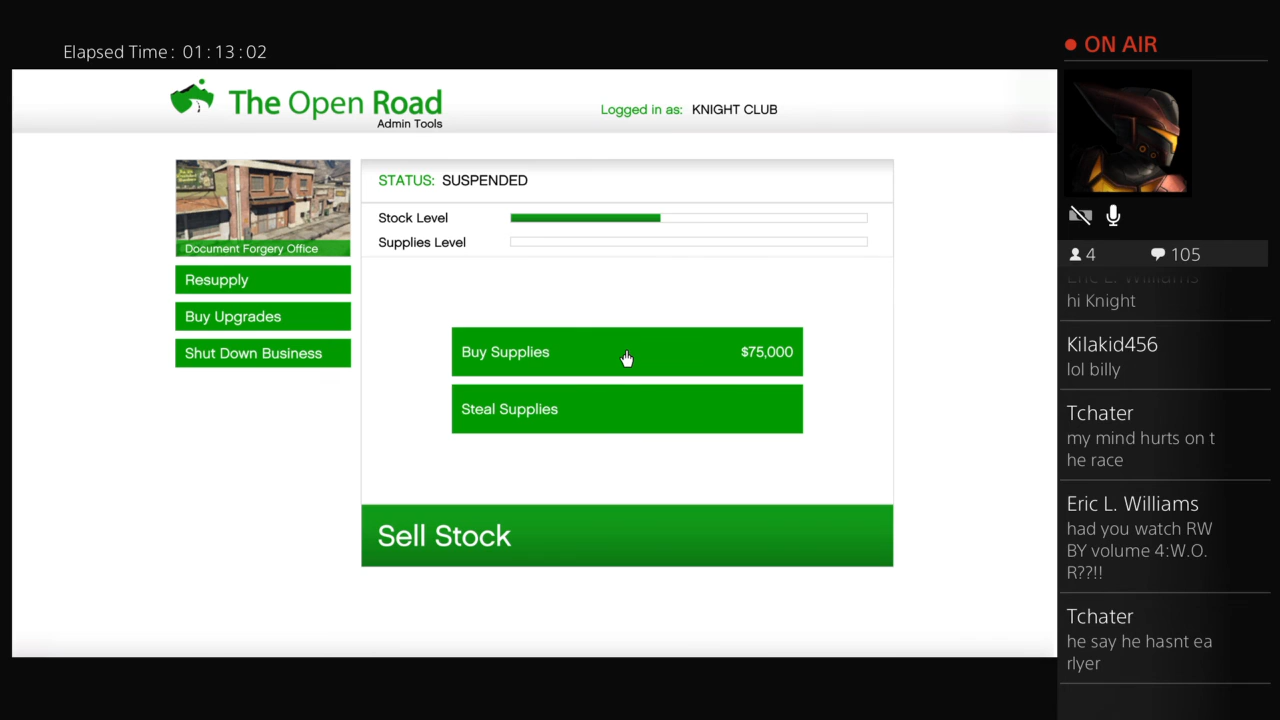 Elapsed Time: 01:13:02
The Open Road
Admin Tools
Logged in as: KNIGHT CLUB
Document Forgery Office
Resupply
Buy Upgrades
Shut Down Business
STATUS: SUSPENDED
Stock Level
Supplies Level
Buy Supplies $75,000
Steal Supplies
Sell Stock
ON AIR
4 105
Eric L. Williams
hi Knight
Kilakid456
lol billy
Tchater
my mind hurts on t
he race
Eric L. Williams
had you watch RW
BY volume 4:W.O.
R??!!
Tchater
he say he hasnt ea
rlyer